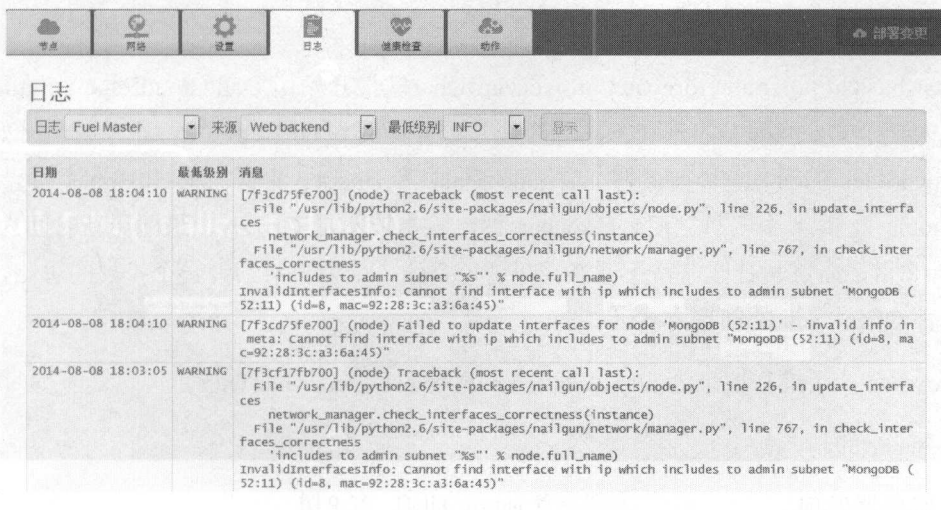 节点 网络 设置 日志 健康检查 动作 部署变更
日志
日志 Fuel Master 来源 Web backend 最低级别 INFO 显示
日期 最低级别 消息
2014-08-08 18:04:10 WARNING [7f3cd75fe700] (node) Traceback (most recent call last):
File "/usr/lib/python2.6/site-packages/nailgun/objects/node.py", line 226, in update_interfa
ces
network_manager.check_interfaces_correctness(instance)
File "/usr/lib/python2.6/site-packages/nailgun/network/manager.py", line 767, in check_inter
faces_correctness
'includes to admin subnet "%s"' % node.full_name)
InvalidInterfacesInfo: Cannot find interface with ip which includes to admin subnet "MongoDB (
52:11) (id=8, mac=92:28:3c:a3:6a:45)"
2014-08-08 18:04:10 WARNING [7f3cd75fe700] (node) Failed to update interfaces for node 'MongoDB (52:11)' - invalid info in
meta: Cannot find interface with ip which includes to admin subnet "MongoDB (52:11) (id=8, ma
c=92:28:3c:a3:6a:45)"
2014-08-08 18:03:05 WARNING [7f3cf17fb700] (node) Traceback (most recent call last):
File "/usr/lib/python2.6/site-packages/nailgun/objects/node.py", line 226, in update_interfa
ces
network_manager.check_interfaces_correctness(instance)
File "/usr/lib/python2.6/site-packages/nailgun/network/manager.py", line 767, in check_inter
faces_correctness
'includes to admin subnet "%s"' % node.full_name)
InvalidInterfacesInfo: Cannot find interface with ip which includes to admin subnet "MongoDB (
52:11) (id=8, mac=92:28:3c:a3:6a:45)"